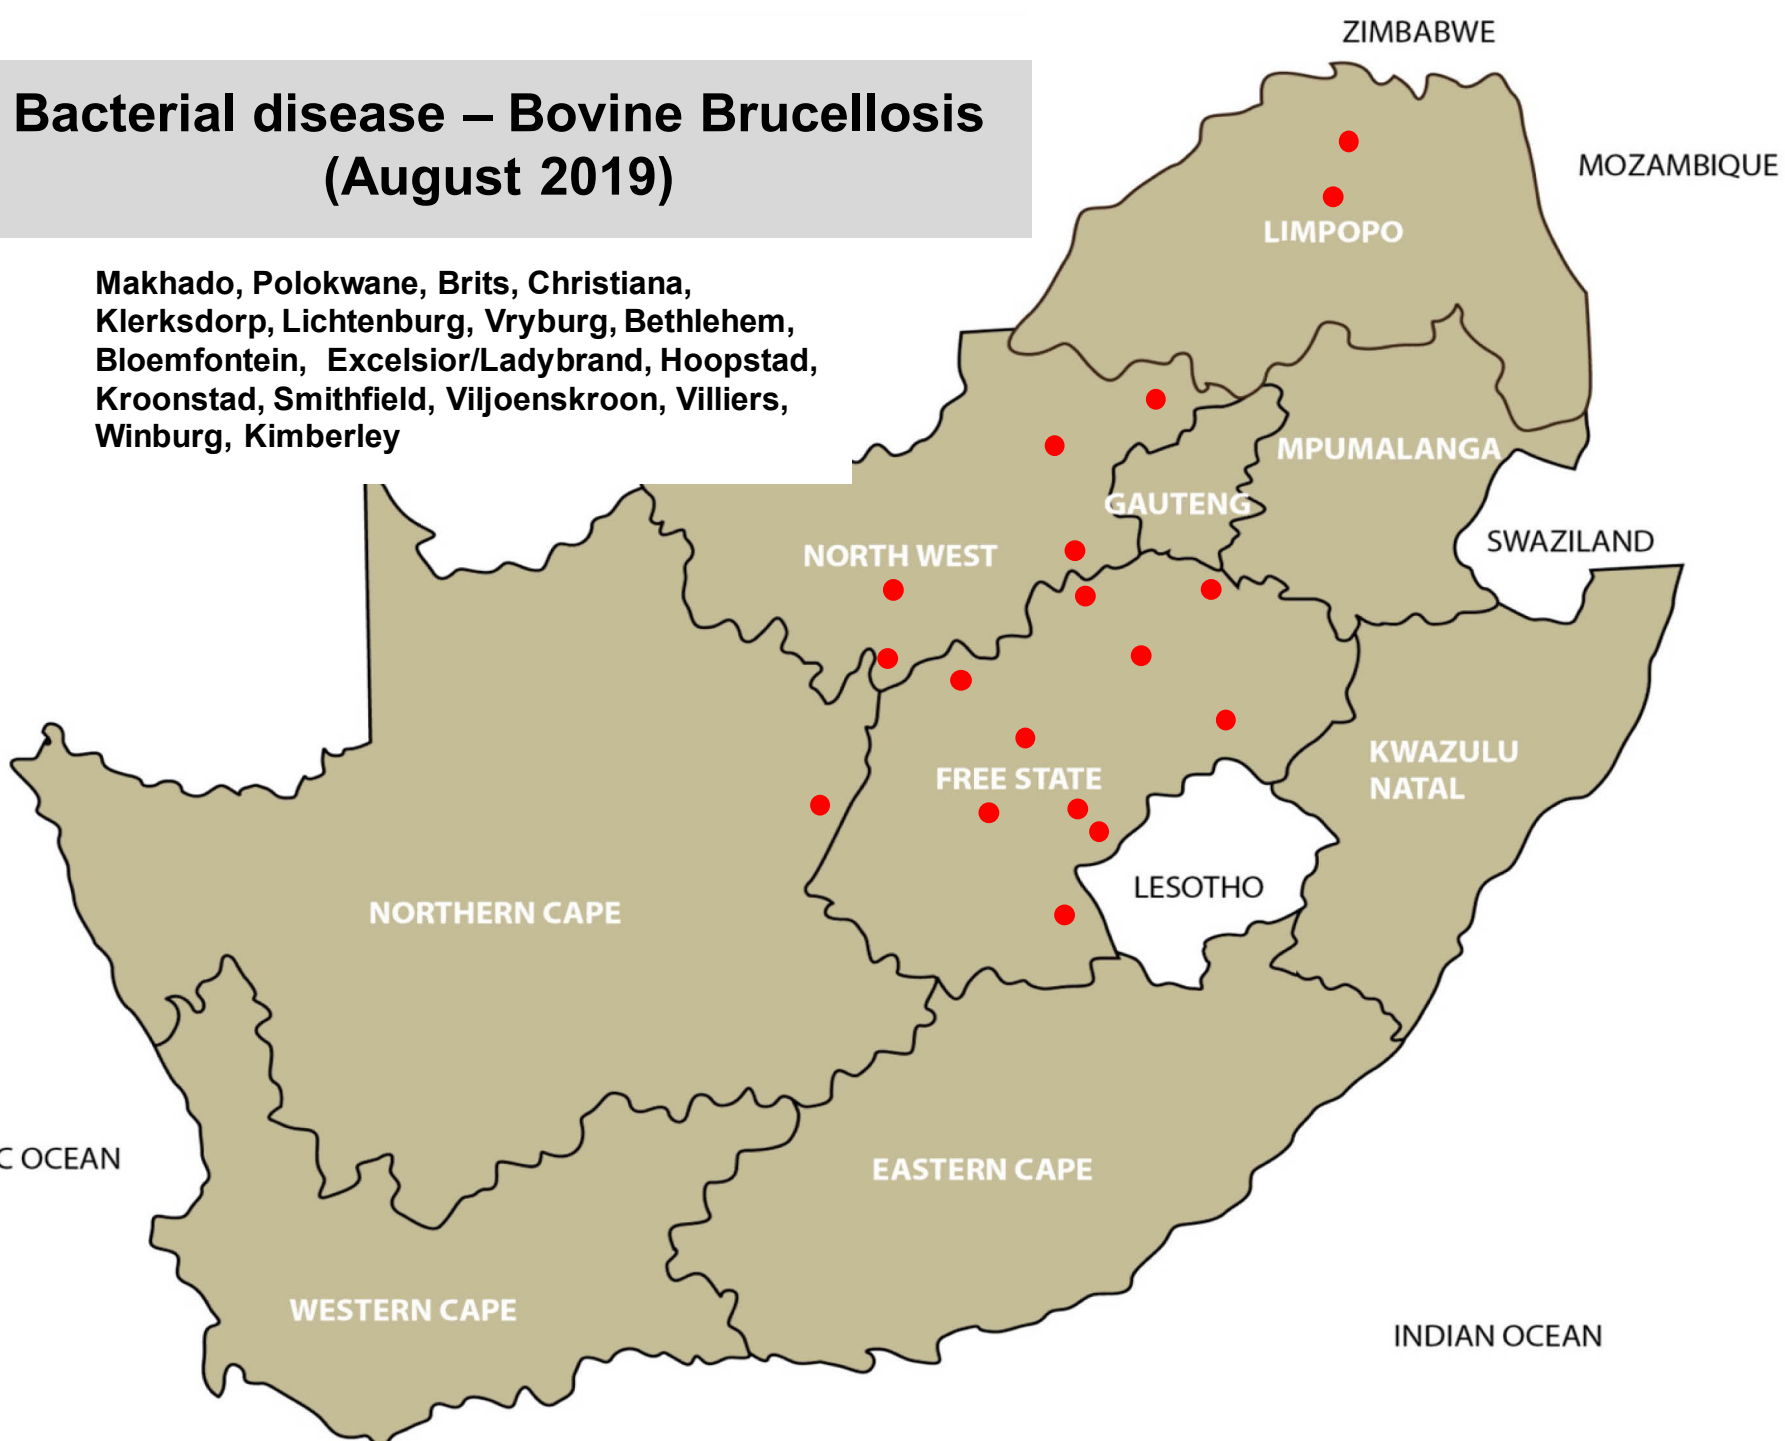 Bacterial disease – Bovine Brucellosis
(August 2019)
Makhado, Polokwane, Brits, Christiana,
Klerksdorp, Lichtenburg, Vryburg, Bethlehem,
Bloemfontein, Excelsior/Ladybrand, Hoopstad,
Kroonstad, Smithfield, Viljoenskroon, Villiers,
Winburg, Kimberley
ZIMBABWE
MOZAMBIQUE
LIMPOPO
MPUMALANGA
GAUTENG
SWAZILAND
NORTH WEST
KWAZULU
NATAL
FREE STATE
LESOTHO
NORTHERN CAPE
C OCEAN
EASTERN CAPE
WESTERN CAPE
INDIAN OCEAN